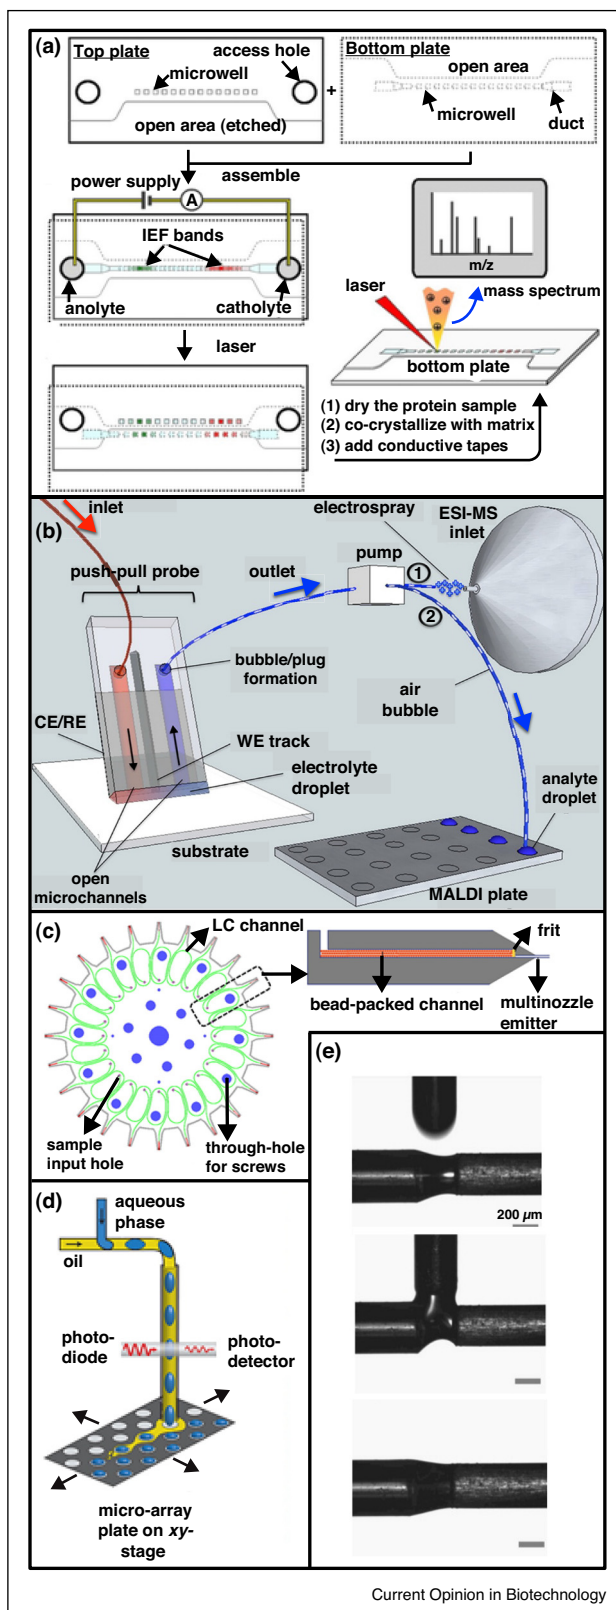 (a)
Top plate
access hole
microwell
open area (etched)
+
Bottom plate
open area
microwell
duct
assemble
power supply
A
IEF bands
anolyte
catholyte
laser
m/z
laser
mass spectrum
bottom plate
(1) dry the protein sample
(2) co-crystallize with matrix
(3) add conductive tapes
(b)
inlet
push-pull probe
outlet
electrospray
ESI-MS
inlet
pump
1
2
bubble/plug
formation
air
bubble
CE/RE
WE track
electrolyte
droplet
analyte
droplet
substrate
open
microchannels
MALDI plate
(c)
LC channel
frit
bead-packed channel
multinozzle
emitter
sample
input hole
through-hole
for screws
(d)
aqueous
phase
oil
photo-
diode
photo-
detector
micro-array
plate on xy-
stage
(e)
200 µm
Current Opinion in Biotechnology